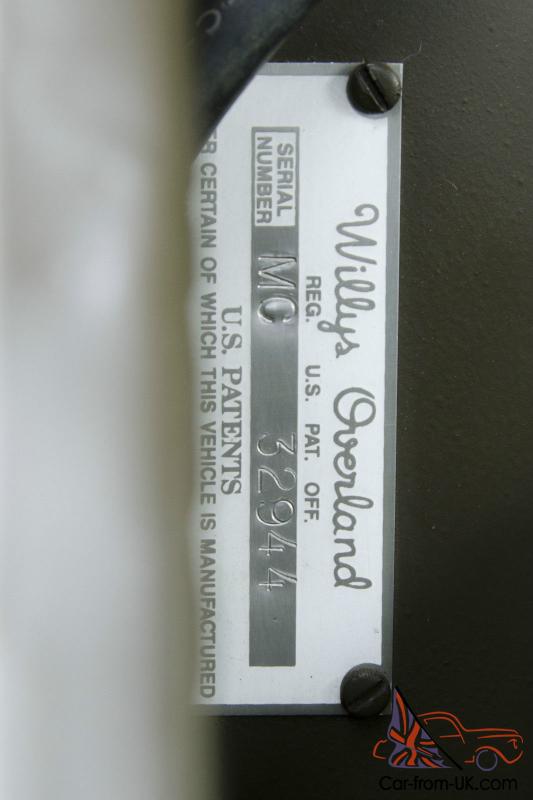 Willys Overland
REG. U.S. PAT. OFF.
SERIAL
NUMBER
MC 32944
U.S. PATENTS
CERTAIN OF WHICH THIS VEHICLE IS MANUFACTURED
Car-from-UK.com